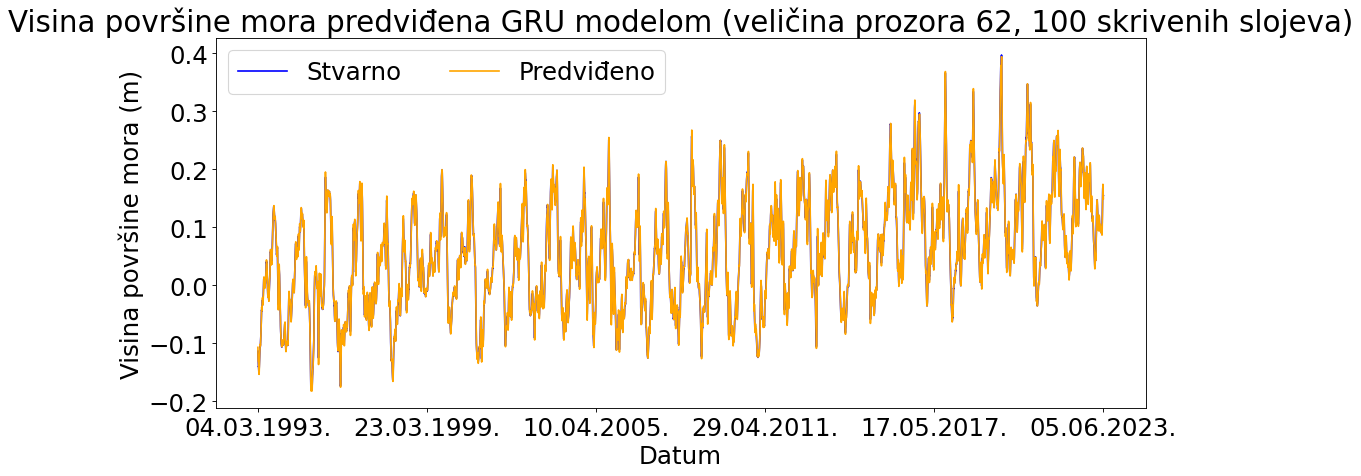 Visina površine mora predviđena GRU modelom (veličina prozora 62, 100 skrivenih slojeva)
Stvarno Predviđeno
Visina površine mora (m)
0.4
0.3
0.2
0.1
0.0
−0.1
−0.2
04.03.1993. 23.03.1999. 10.04.2005. 29.04.2011. 17.05.2017. 05.06.2023.
Datum